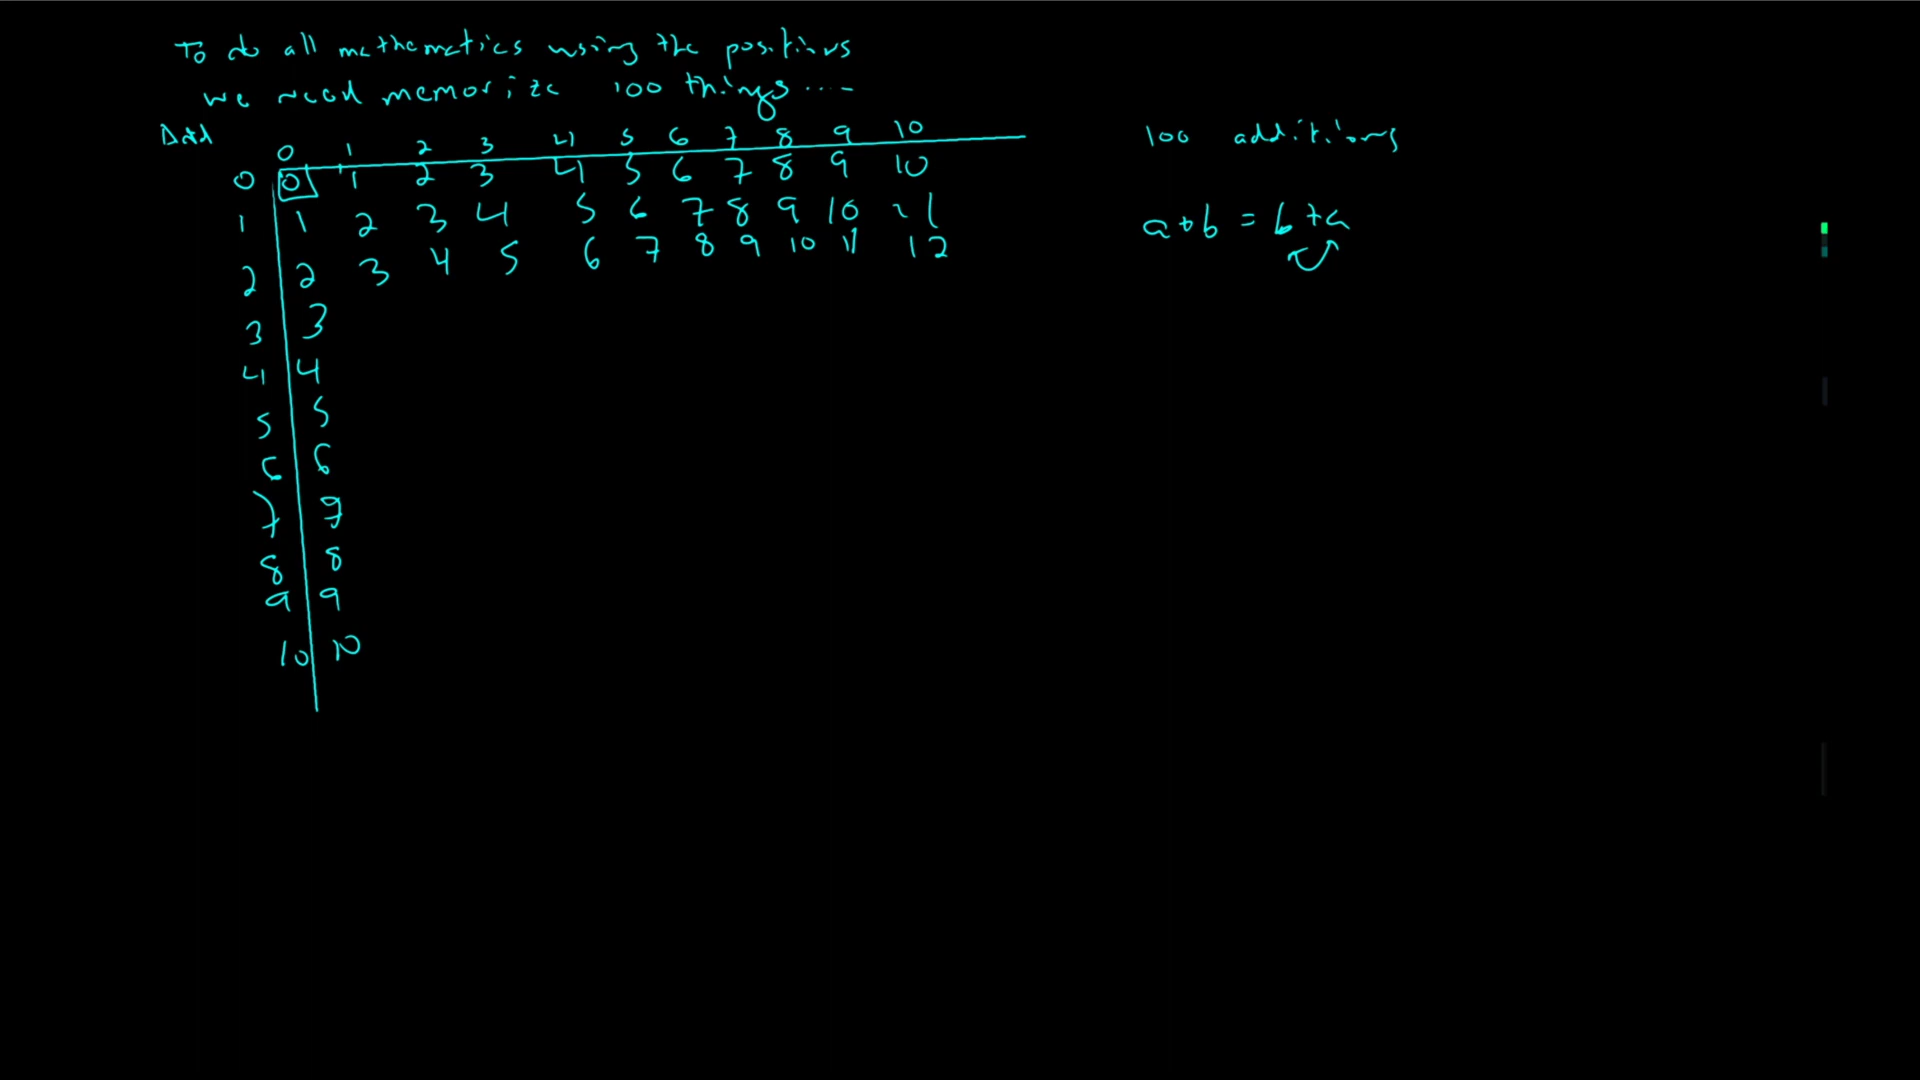 To do all mathematics using the positives
we need memorize 100 things....
Add
0 1 2 3 4 5 6 7 8 9 10
0 0 1 2 3 4 5 6 7 8 9 10
1 1 2 3 4 5 6 7 8 9 10 11
2 2 3 4 5 6 7 8 9 10 11 12
3 3
4 4
5 5
6 6
7 7
8 8
9 9
10 10
100 additions
a+b = b+a